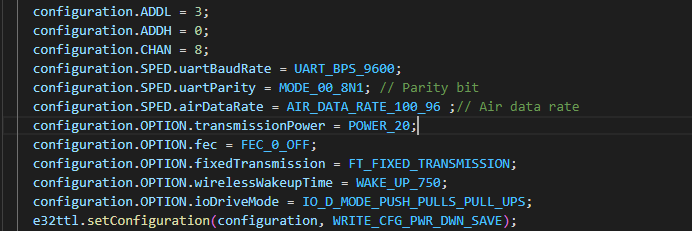 configuration.ADDL = 3;
configuration.ADDH = 0;
configuration.CHAN = 8;
configuration.SPED.uartBaudRate = UART_BPS_9600;
configuration.SPED.uartParity = MODE_00_8N1; // Parity bit
configuration.SPED.airDataRate = AIR_DATA_RATE_100_96 ;// Air data rate
configuration.OPTION.transmissionPower = POWER_20;
configuration.OPTION.fec = FEC_0_OFF;
configuration.OPTION.fixedTransmission = FT_FIXED_TRANSMISSION;
configuration.OPTION.wirelessWakeupTime = WAKE_UP_750;
configuration.OPTION.ioDriveMode = IO_D_MODE_PUSH_PULLS_PULL_UPS;
e32ttl.setConfiguration(configuration, WRITE_CFG_PWR_DWN_SAVE);